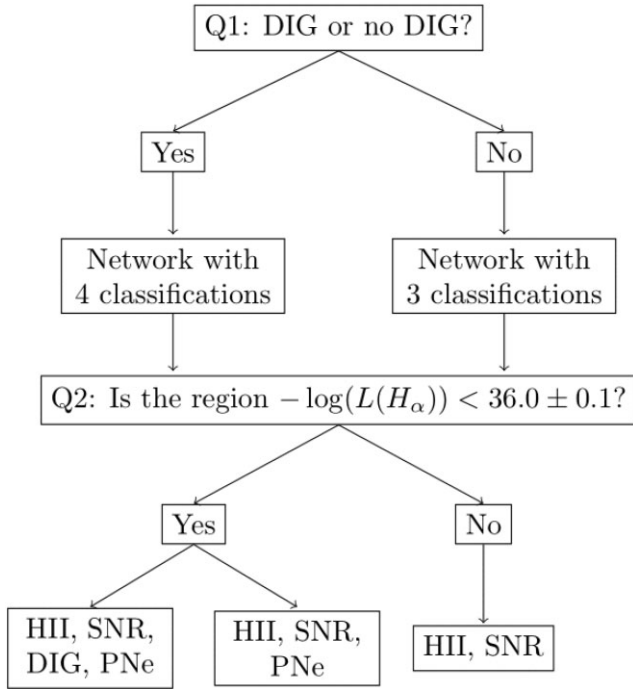 Q1: DIG or no DIG?
Yes
No
Network with
4 classifications
Network with
3 classifications
Q2: Is the region − log(L(Hα)) < 36.0 ± 0.1?
Yes
No
HII, SNR,
DIG, PNe
HII, SNR,
PNe
HII, SNR